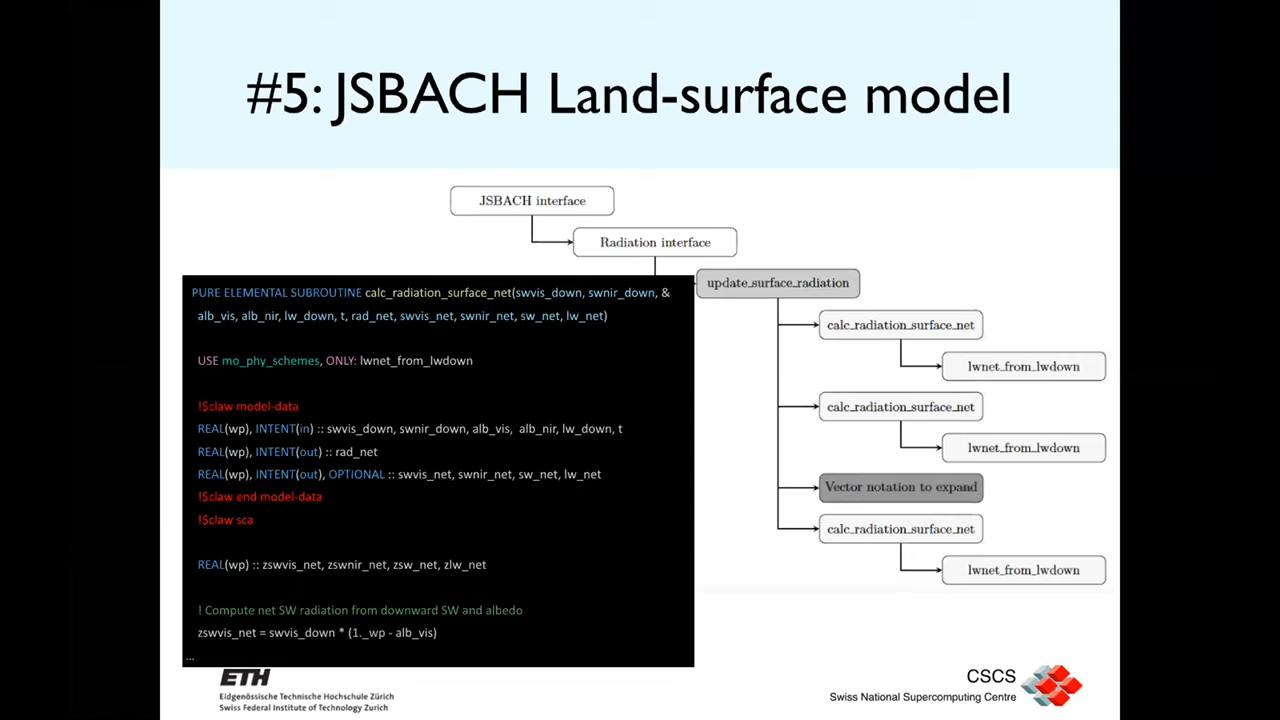 #5: JSBACH Land-surface model
JSBACH interface
Radiation interface
update_surface_radiation
calc_radiation_surface_net
lwnet_from_lwdown
calc_radiation_surface_net
lwnet_from_lwdown
Vector notation to expand
calc_radiation_surface_net
lwnet_from_lwdown
PURE ELEMENTAL SUBROUTINE calc_radiation_surface_net(swvis_down, swnir_down, &
alb_vis, alb_nir, lw_down, t, rad_net, swvis_net, swnir_net, sw_net, lw_net)
USE mo_phy_schemes, ONLY: lwnet_from_lwdown
!$claw model-data
REAL(wp), INTENT(in) :: swvis_down, swnir_down, alb_vis, alb_nir, lw_down, t
REAL(wp), INTENT(out) :: rad_net
REAL(wp), INTENT(out), OPTIONAL :: swvis_net, swnir_net, sw_net, lw_net
!$claw end model-data
!$claw sca
REAL(wp) :: zswvis_net, zswnir_net, zsw_net, zlw_net
! Compute net SW radiation from downward SW and albedo
zswvis_net = swvis_down * (1._wp - alb_vis)
...
ETH
Eidgenössische Technische Hochschule Zürich
Swiss Federal Institute of Technology Zurich
CSCS
Swiss National Supercomputing Centre